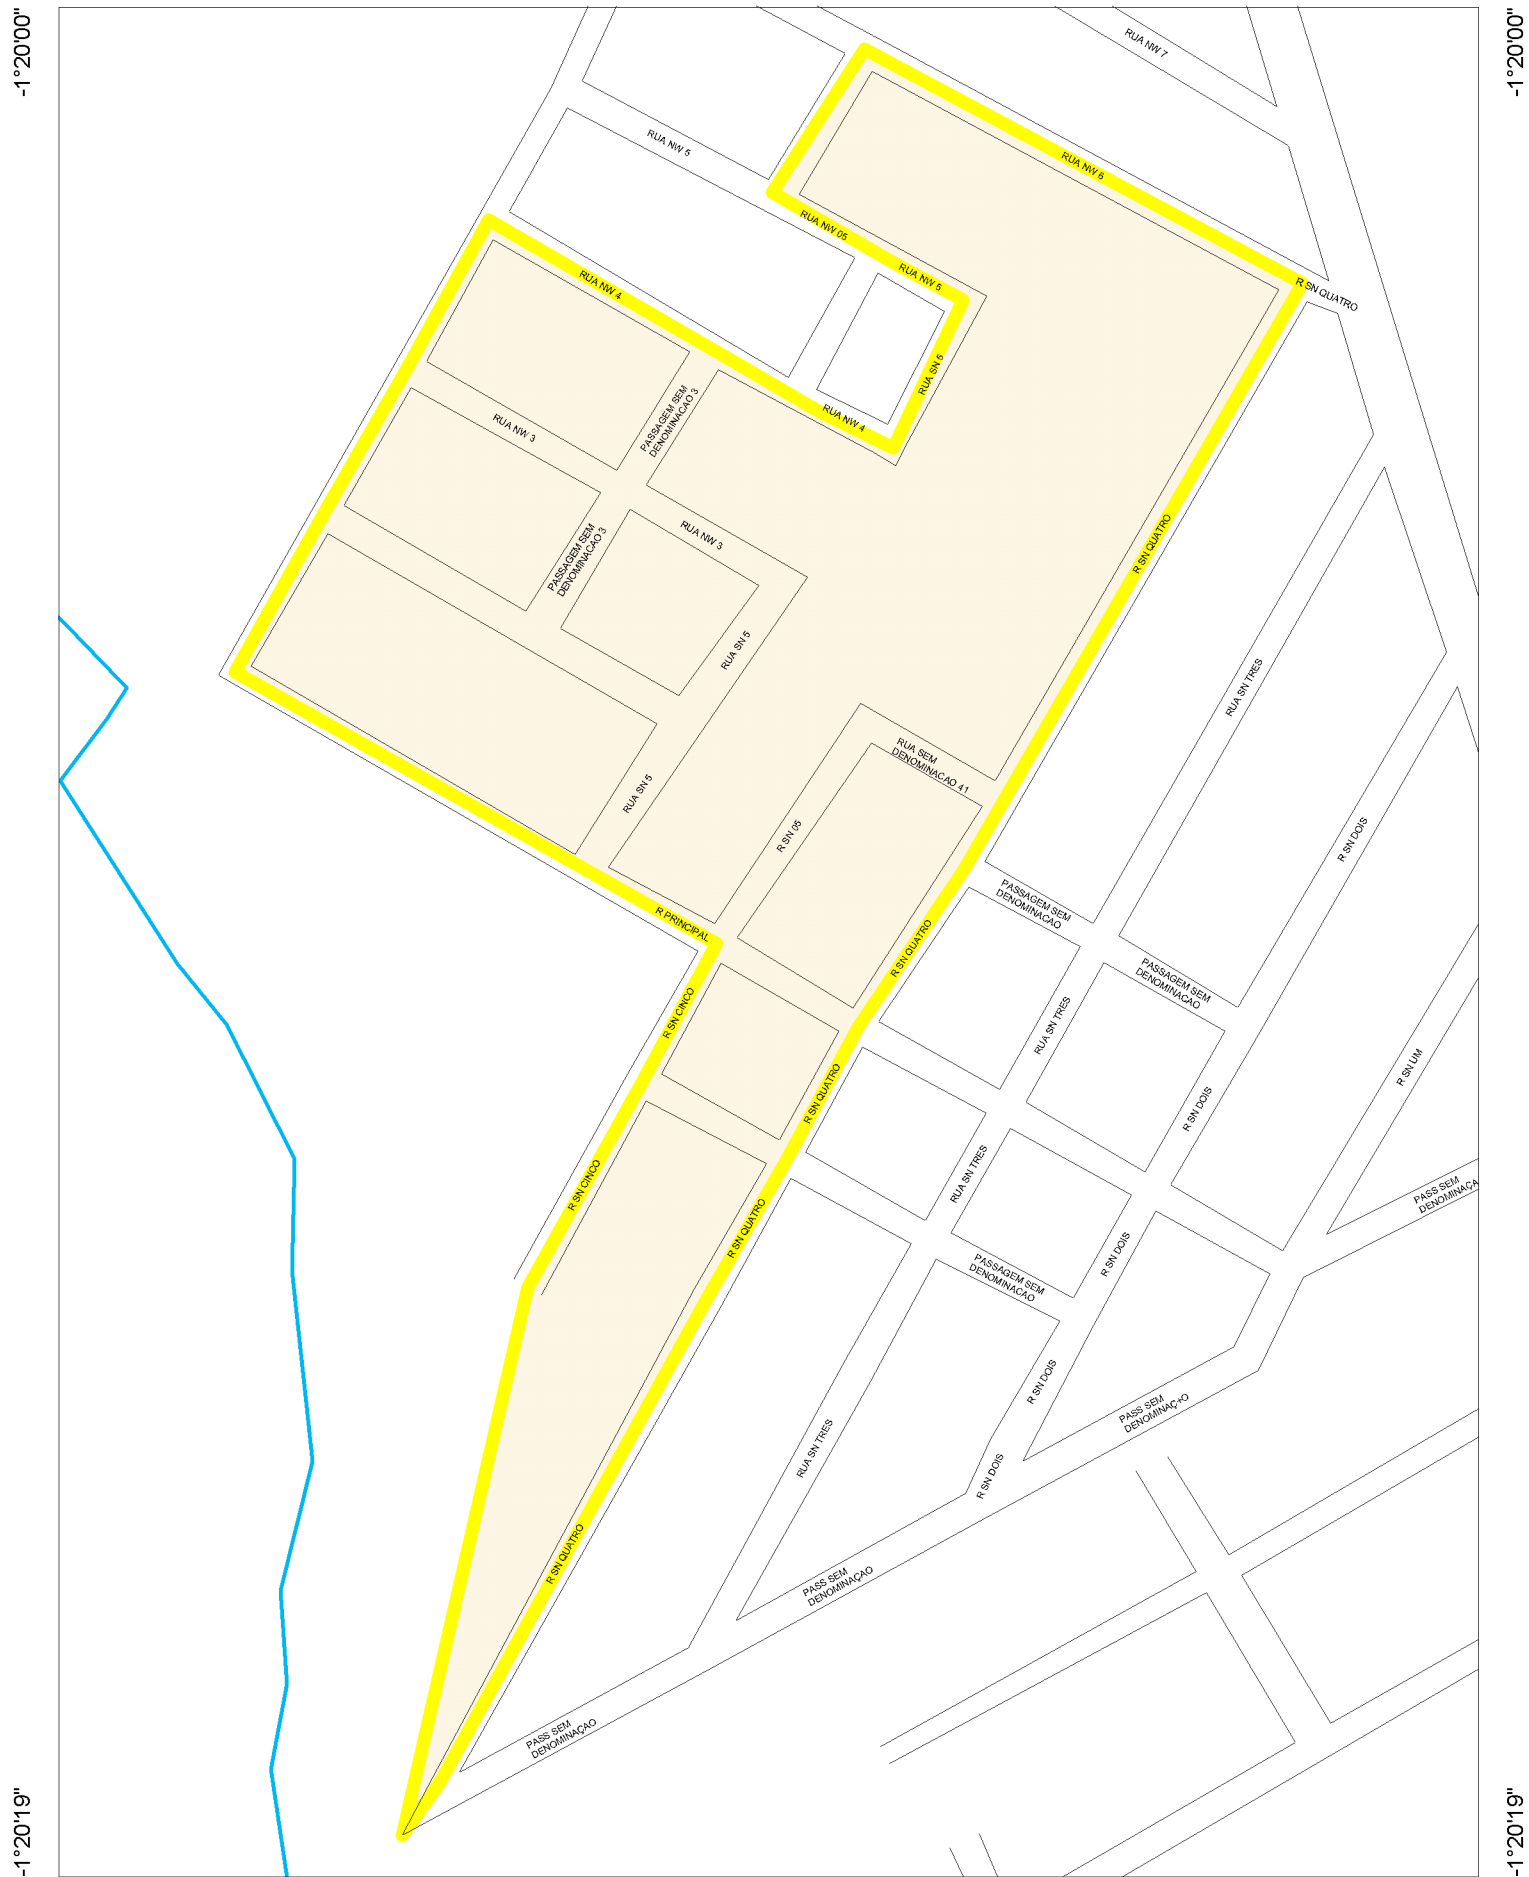 -1°20'00"
-1°20'00"
RUA NW 7
RUA NW 5
RUA NW 6
RUA NW 05
RUA NW 5
RUA NW 4
R SN QUATRO
RUA SN 5
RUA NW 4
PASSAGEM SEM
DENOMINACAO 3
RUA NW 3
RUA NW 3
PASSAGEM SEM
DENOMINACAO 3
R SN QUATRO
RUA SN 5
RUA SN TRES
RUA SEM
DENOMINACAO 41
RUA SN 5
R SN 05
R SN DOIS
PASSAGEM SEM
DENOMINACAO
R PRINCIPAL
R SN QUATRO
PASSAGEM SEM
DENOMINACAO
R SN CINCO
RUA SN TRES
R SN UM
R SN QUATRO
R SN DOIS
R SN CINCO
RUA SN TRES
PASS SEM
DENOMINAÇA
R SN QUATRO
R SN DOIS
PASSAGEM SEM
DENOMINACAO
R SN DOIS
PASS SEM
DENOMINAÇ+O
RUA SN TRES
R SN DOIS
R SN QUATRO
PASS SEM
DENOMINAÇAO
PASS SEM
DENOMINAÇAO
-1°20'19"
-1°20'19"